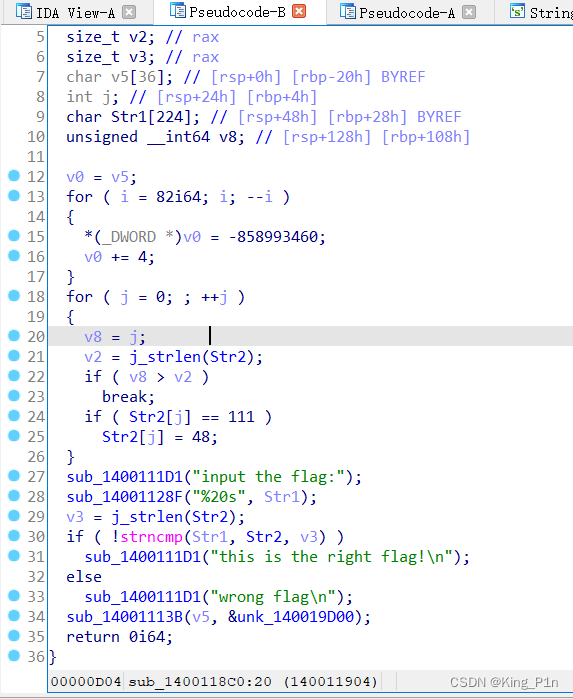 IDA View-A Pseudocode-B Pseudocode-A String
5 size_t v2; // rax
6 size_t v3; // rax
7 char v5[36]; // [rsp+0h] [rbp-20h] BYREF
8 int j; // [rsp+24h] [rbp+4h]
9 char Str1[224]; // [rsp+48h] [rbp+28h] BYREF
10 unsigned __int64 v8; // [rsp+128h] [rbp+108h]
11
12 v0 = v5;
13 for ( i = 82i64; i; --i )
14 {
15 *(_DWORD *)v0 = -858993460;
16 v0 += 4;
17 }
18 for ( j = 0; ; ++j )
19 {
20 v8 = j;
21 v2 = j_strlen(Str2);
22 if ( v8 > v2 )
23 break;
24 if ( Str2[j] == 111 )
25 Str2[j] = 48;
26 }
27 sub_1400111D1("input the flag:");
28 sub_14001128F("%20s", Str1);
29 v3 = j_strlen(Str2);
30 if ( !strncmp(Str1, Str2, v3) )
31 sub_1400111D1("this is the right flag!\n");
32 else
33 sub_1400111D1("wrong flag\n");
34 sub_14001113B(v5, &unk_140019D00);
35 return 0i64;
36 }
00000D04 sub_1400118C0:20 (140011904) CSDN @King_P1n